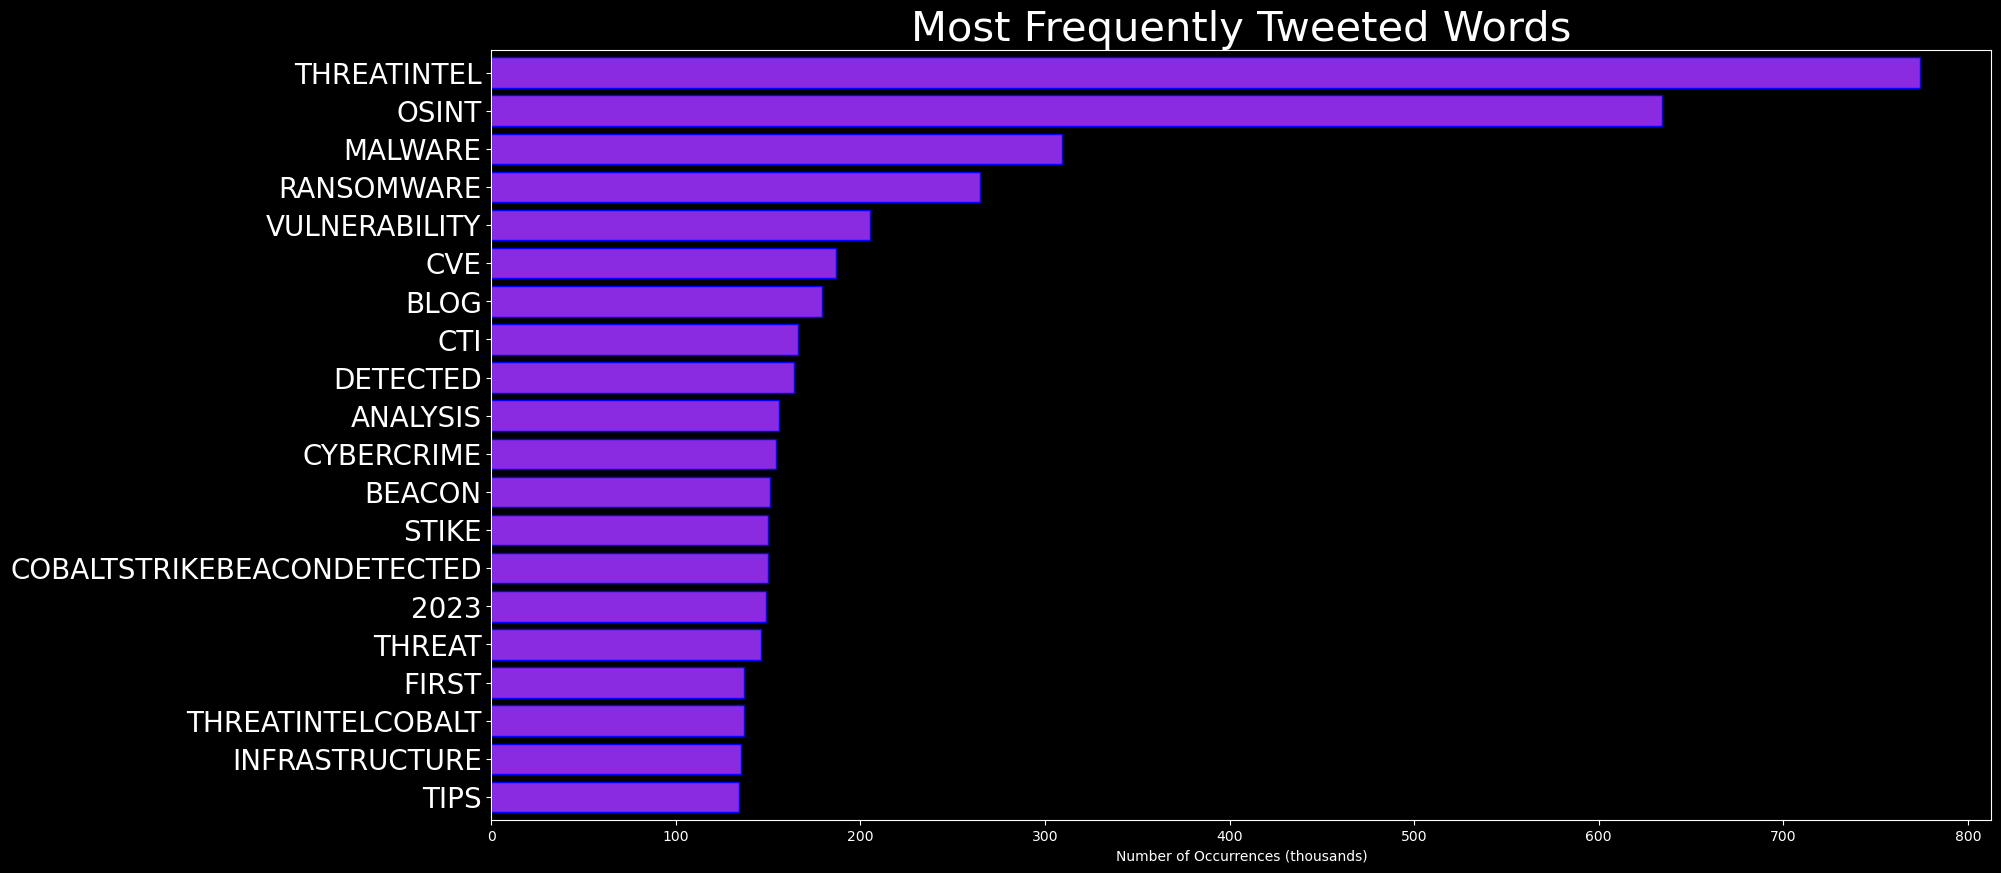 Most Frequently Tweeted Words
THREATINTEL
OSINT
MALWARE
RANSOMWARE
VULNERABILITY
CVE
BLOG
CTI
DETECTED
ANALYSIS
CYBERCRIME
BEACON
STIKE
COBALTSTRIKEBEACONDETECTED
2023
THREAT
FIRST
THREATINTELCOBALT
INFRASTRUCTURE
TIPS
0 100 200 300 400 500 600 700 800
Number of Occurrences (thousands)